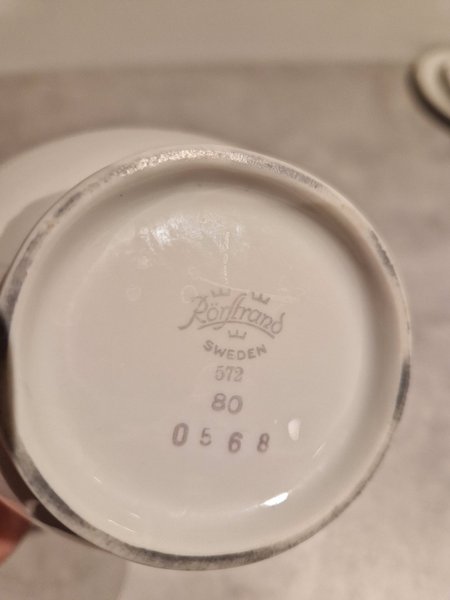 Rörstrand
SWEDEN
572
80
0568